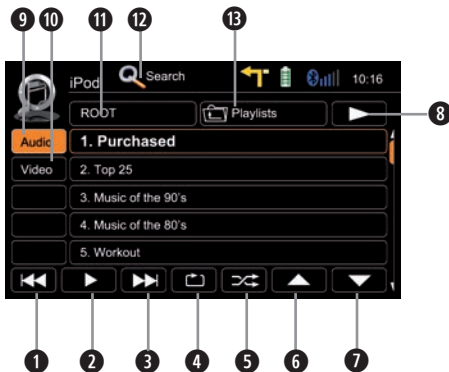 9 10 11 12 13
iPod Search 10:16
ROOT Playlists
8
Audio 1. Purchased
Video 2. Top 25
3. Music of the 90's
4. Music of the 80's
5. Workout
1 2 3 4 5 6 7